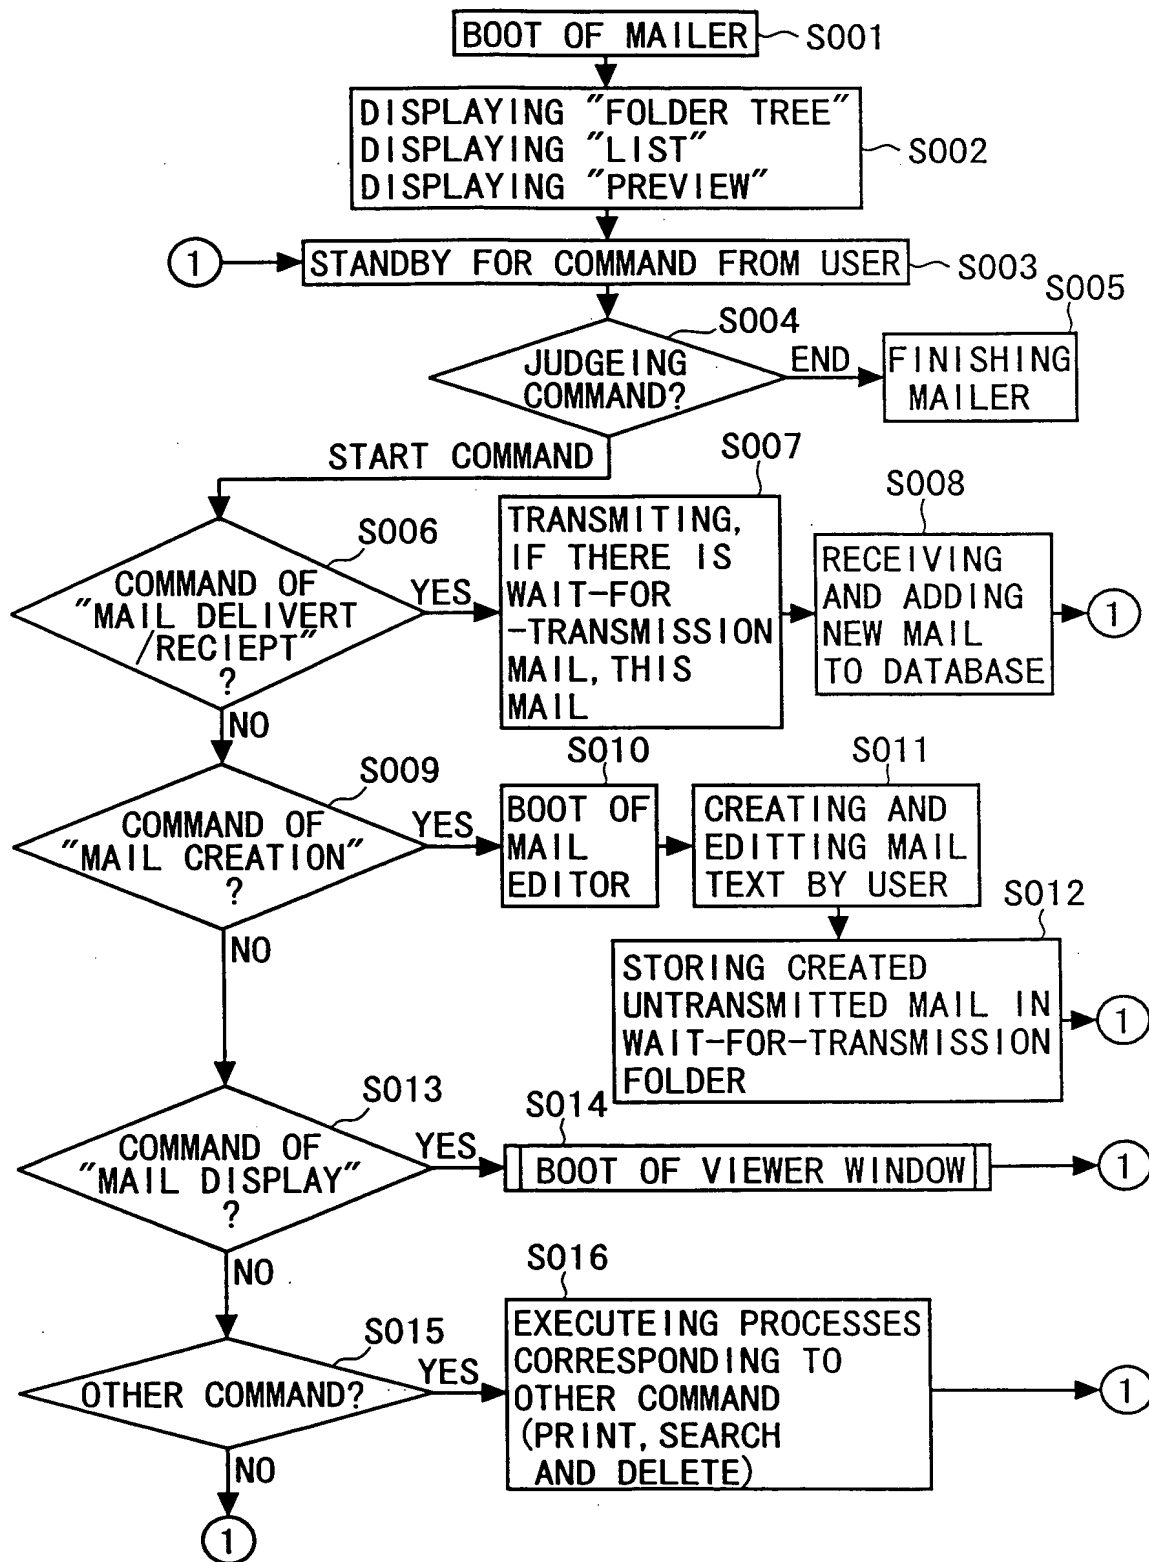 BOOT OF MAILER
S001
DISPLAYING "FOLDER TREE"
DISPLAYING "LIST"
DISPLAYING "PREVIEW"
S002
1
STANDBY FOR COMMAND FROM USER
S003
S004
JUDGEING
COMMAND?
END
S005
FINISHING
MAILER
START COMMAND
S006
COMMAND OF
"MAIL DELIVERT
/RECIEPT"
?
YES
S007
TRANSMITING,
IF THERE IS
WAIT-FOR
-TRANSMISSION
MAIL, THIS
MAIL
S008
RECEIVING
AND ADDING
NEW MAIL
TO DATABASE
1
NO
S009
COMMAND OF
"MAIL CREATION"
?
YES
S010
BOOT OF
MAIL
EDITOR
S011
CREATING AND
EDITTING MAIL
TEXT BY USER
S012
STORING CREATED
UNTRANSMITTED MAIL IN
WAIT-FOR-TRANSMISSION
FOLDER
1
NO
S013
COMMAND OF
"MAIL DISPLAY"
?
YES
S014
BOOT OF VIEWER WINDOW
1
NO
S015
OTHER COMMAND?
YES
S016
EXECUTEING PROCESSES
CORRESPONDING TO
OTHER COMMAND
(PRINT, SEARCH
AND DELETE)
1
NO
1